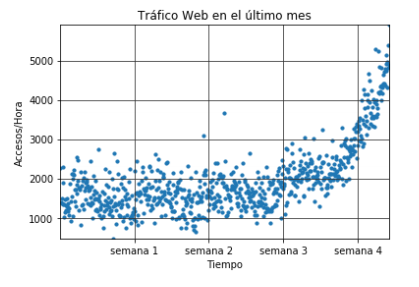 Tráfico Web en el último mes
Accesos/Hora
5000
4000
3000
2000
1000
semana 1 semana 2 semana 3 semana 4
Tiempo